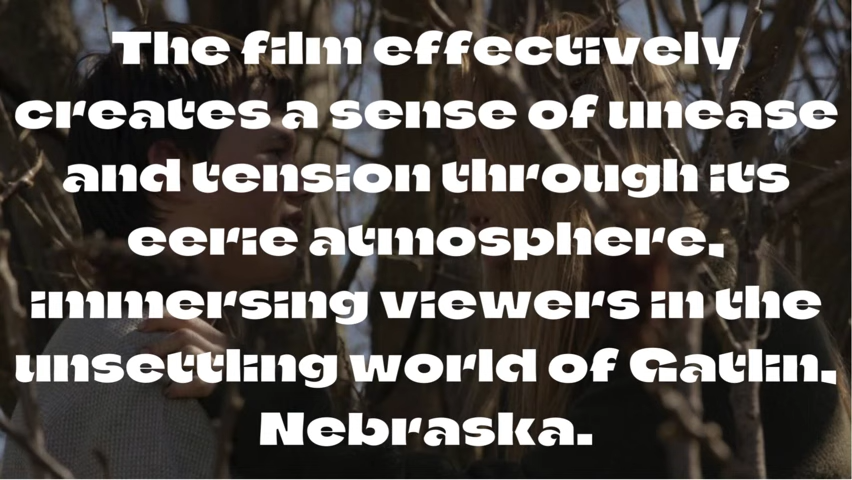 The film effectively
creates a sense of unease
and tension through its
eerie atmosphere,
immersing viewers in the
unsettling world of Gatlin,
Nebraska.